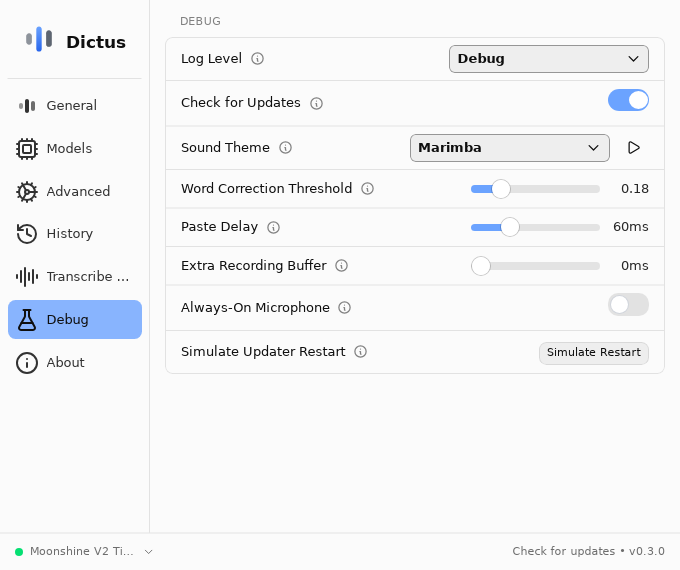 Dictus
General
Models
Advanced
History
Transcribe ...
Debug
About
DEBUG
Log Level
Debug
Check for Updates
Sound Theme
Marimba
Word Correction Threshold
0.18
Paste Delay
60ms
Extra Recording Buffer
0ms
Always-On Microphone
Simulate Updater Restart
Simulate Restart
Moonshine V2 Ti...
Check for updates • v0.3.0